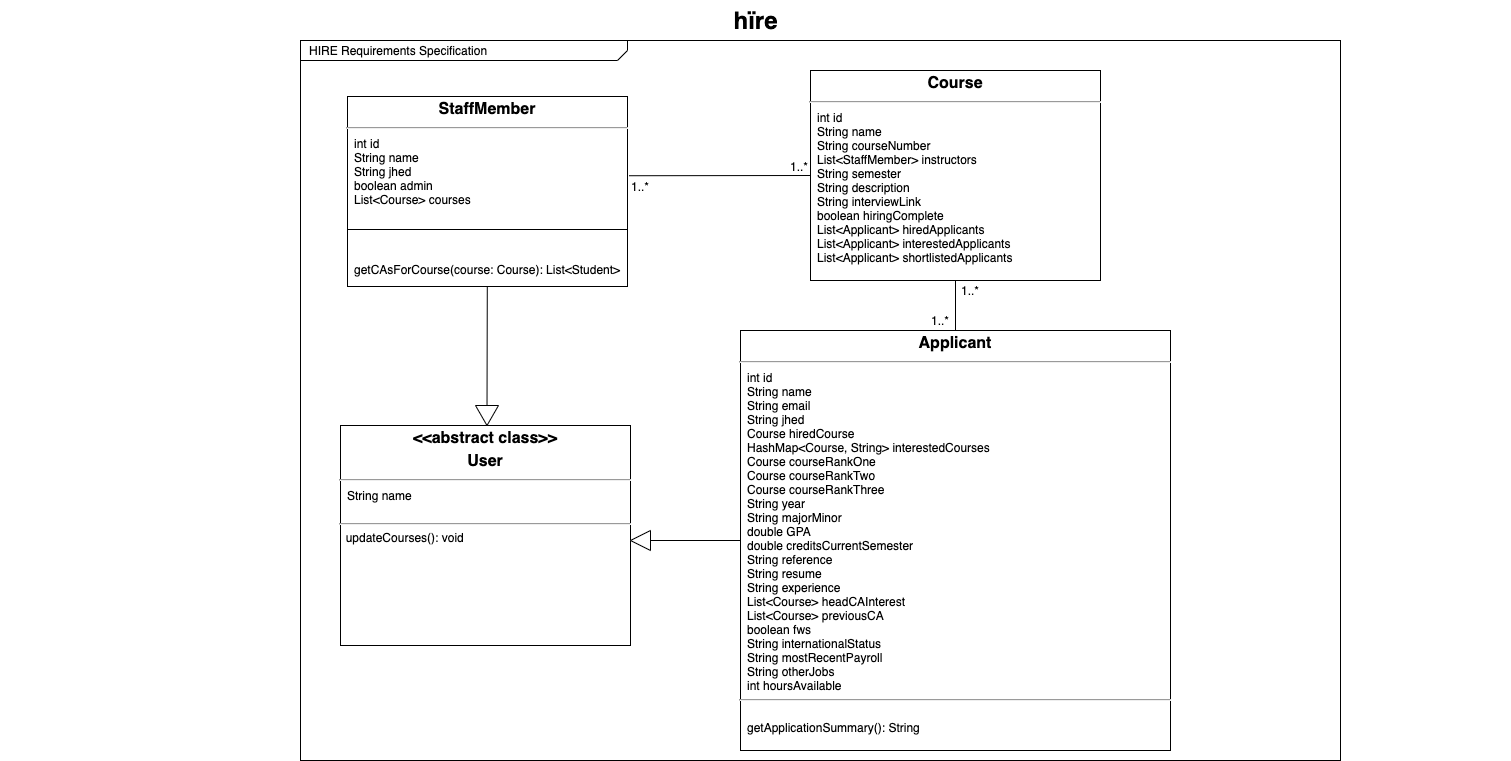 hïre
HIRE Requirements Specification
StaffMember
int id
String name
String jhed
boolean admin
List<Course> courses
getCAsForCourse(course: Course): List<Student>
1..*
1..*
Course
int id
String name
String courseNumber
List<StaffMember> instructors
String semester
String description
String interviewLink
boolean hiringComplete
List<Applicant> hiredApplicants
List<Applicant> interestedApplicants
List<Applicant> shortlistedApplicants
1..*
1..*
<<abstract class>>
User
String name
updateCourses(): void
Applicant
int id
String name
String email
String jhed
Course hiredCourse
HashMap<Course, String> interestedCourses
Course courseRankOne
Course courseRankTwo
Course courseRankThree
String year
String majorMinor
double GPA
double creditsCurrentSemester
String reference
String resume
String experience
List<Course> headCAInterest
List<Course> previousCA
boolean fws
String internationalStatus
String mostRecentPayroll
String otherJobs
int hoursAvailable
getApplicationSummary(): String